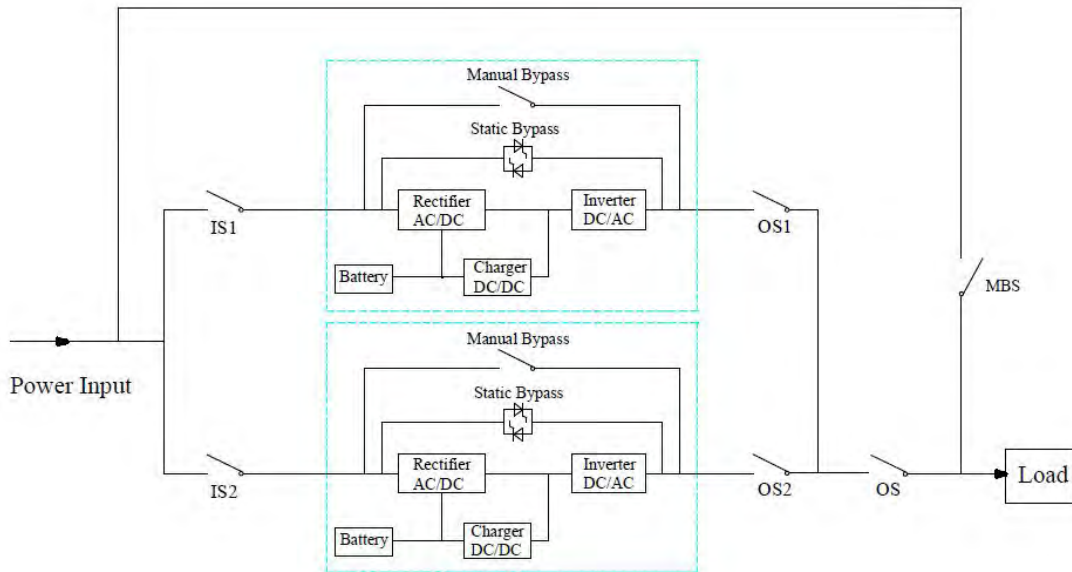 Manual Bypass
Static Bypass
Rectifier
AC/DC
Inverter
DC/AC
IS1
OS1
Battery
Charger
DC/DC
MBS
Power Input
Manual Bypass
Static Bypass
Rectifier
AC/DC
Inverter
DC/AC
IS2
OS2
OS
Load
Battery
Charger
DC/DC